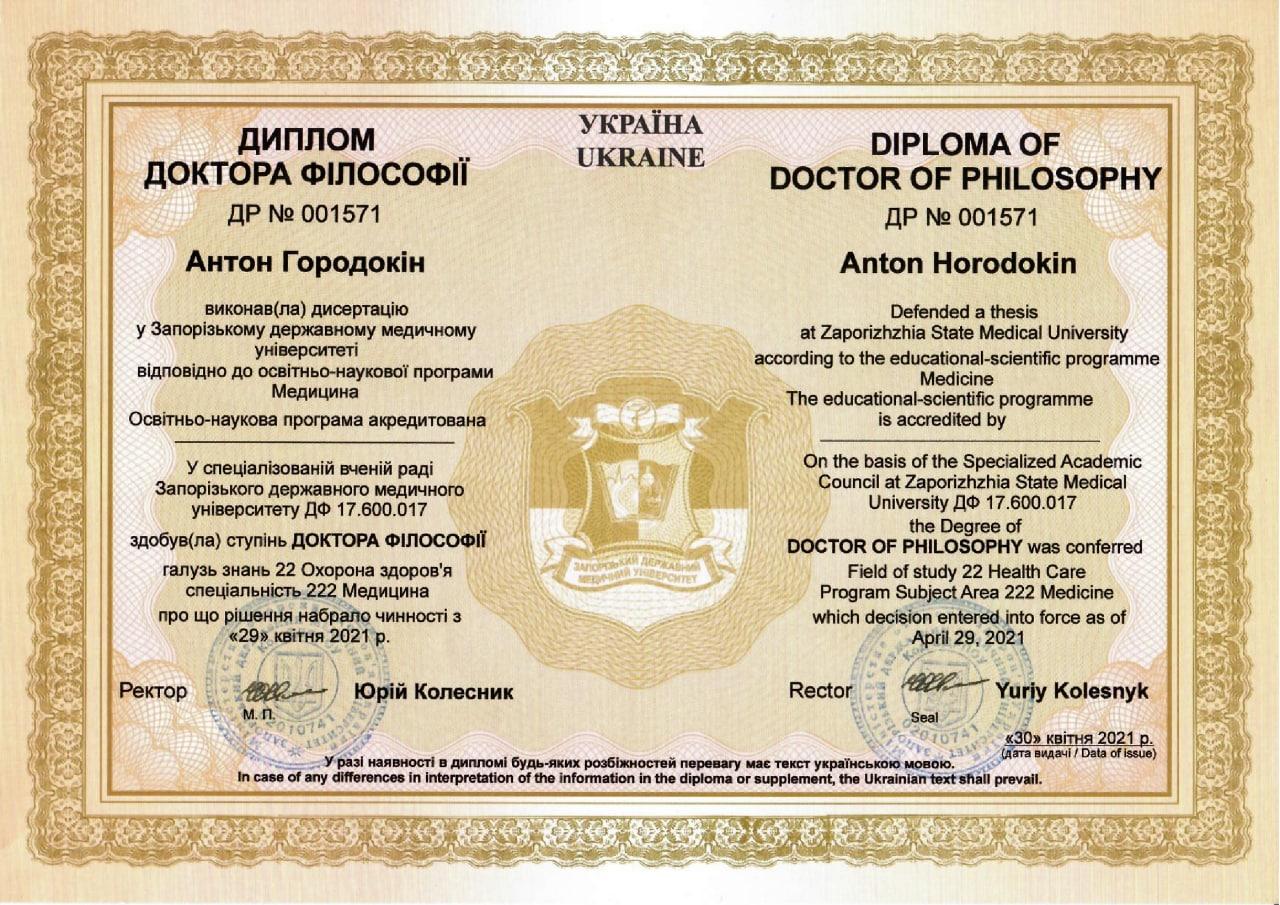 УКРАЇНА
UKRAINE
ДИПЛОМ
ДОКТОРА ФІЛОСОФІЇ
ДР № 001571
Антон Городокін
виконав(ла) дисертацію
у Запорізькому державному медичному
університеті
відповідно до освітньо-наукової програми
Медицина
Освітньо-наукова програма акредитована
У спеціалізованій вченій раді
Запорізького державного медичного
університету ДФ 17.600.017
здобув(ла) ступінь ДОКТОРА ФІЛОСОФІЇ
галузь знань 22 Охорона здоров'я
спеціальність 222 Медицина
про що рішення набрало чинності з
«29» квітня 2021 р.
Ректор Юрій Колесник
М. П.
2010741
DIPLOMA OF
DOCTOR OF PHILOSOPHY
ДР № 001571
Anton Horodokin
Defended a thesis
at Zaporizhzhia State Medical University
according to the educational-scientific programme
Medicine
The educational-scientific programme
is accredited by
On the basis of the Specialized Academic
Council at Zaporizhzhia State Medical
University ДФ 17.600.017
the Degree of
DOCTOR OF PHILOSOPHY was conferred
Field of study 22 Health Care
Program Subject Area 222 Medicine
which decision entered into force as of
April 29, 2021
Rector Yuriy Kolesnyk
Seal
2010741
«30» квітня 2021 р.
(дата видачі / Data of issue)
ЗАПОРІЗЬКИЙ ДЕРЖАВНИЙ
МЕДИЧНИЙ УНІВЕРСИТЕТ
У разі наявності в дипломі будь-яких розбіжностей перевагу має текст українською мовою.
In case of any differences in interpretation of the information in the diploma or supplement, the Ukrainian text shall prevail.